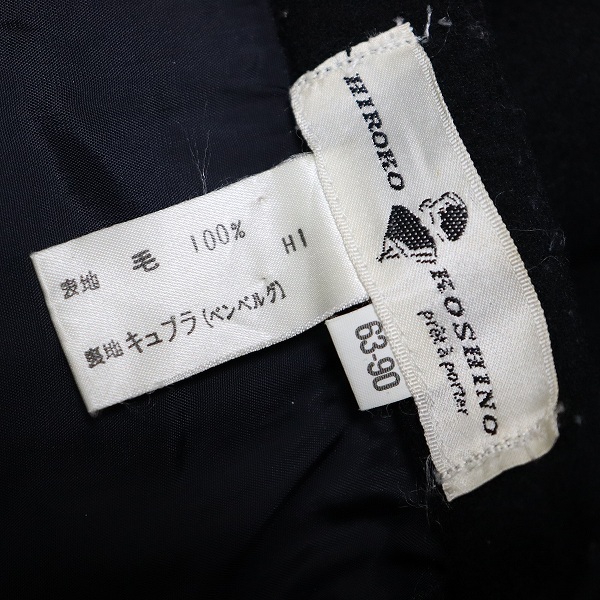 表地 毛 100% HI
裏地 キュプラ(ベンベルグ)
63-90
HIROKO KOSHINO
prêt à porter